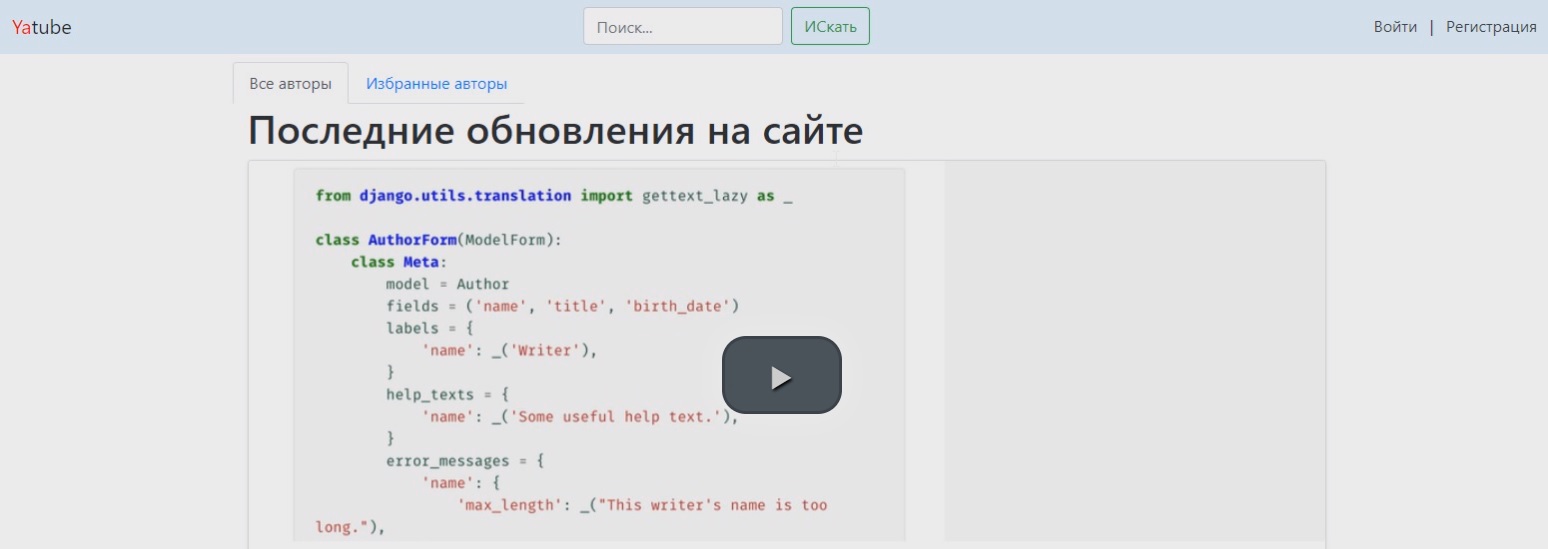 Yatube Поиск... ИСкать Войти | Регистрация
Все авторы Избранные авторы
Последние обновления на сайте
from django.utils.translation import gettext_lazy as _
class AuthorForm(ModelForm):
    class Meta:
        model = Author
        fields = ('name', 'title', 'birth_date')
        labels = {
            'name': _('Writer'),
        }
        help_texts = {
            'name': _('Some useful help text.'),
        }
        error_messages = {
            'name': {
                'max_length': _("This writer's name is too
long."),